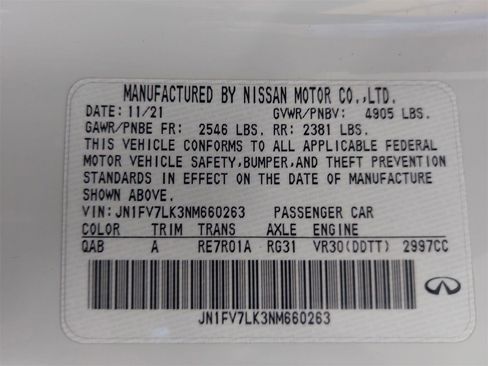 MANUFACTURED BY NISSAN MOTOR CO.,LTD.
DATE: 11/21 GVWR/PNBV: 4905 LBS.
GAWR/PNBE FR: 2546 LBS. RR: 2381 LBS.
THIS VEHICLE CONFORMS TO ALL APPLICABLE FEDERAL
MOTOR VEHICLE SAFETY,BUMPER,AND THEFT PREVENTION
STANDARDS IN EFFECT ON THE DATE OF MANUFACTURE
SHOWN ABOVE.
VIN: JN1FV7LK3NM660263 PASSENGER CAR
COLOR TRIM TRANS AXLE ENGINE
QAB A RE7R01A RG31 VR30(DDTT) 2997CC
JN1FV7LK3NM660263